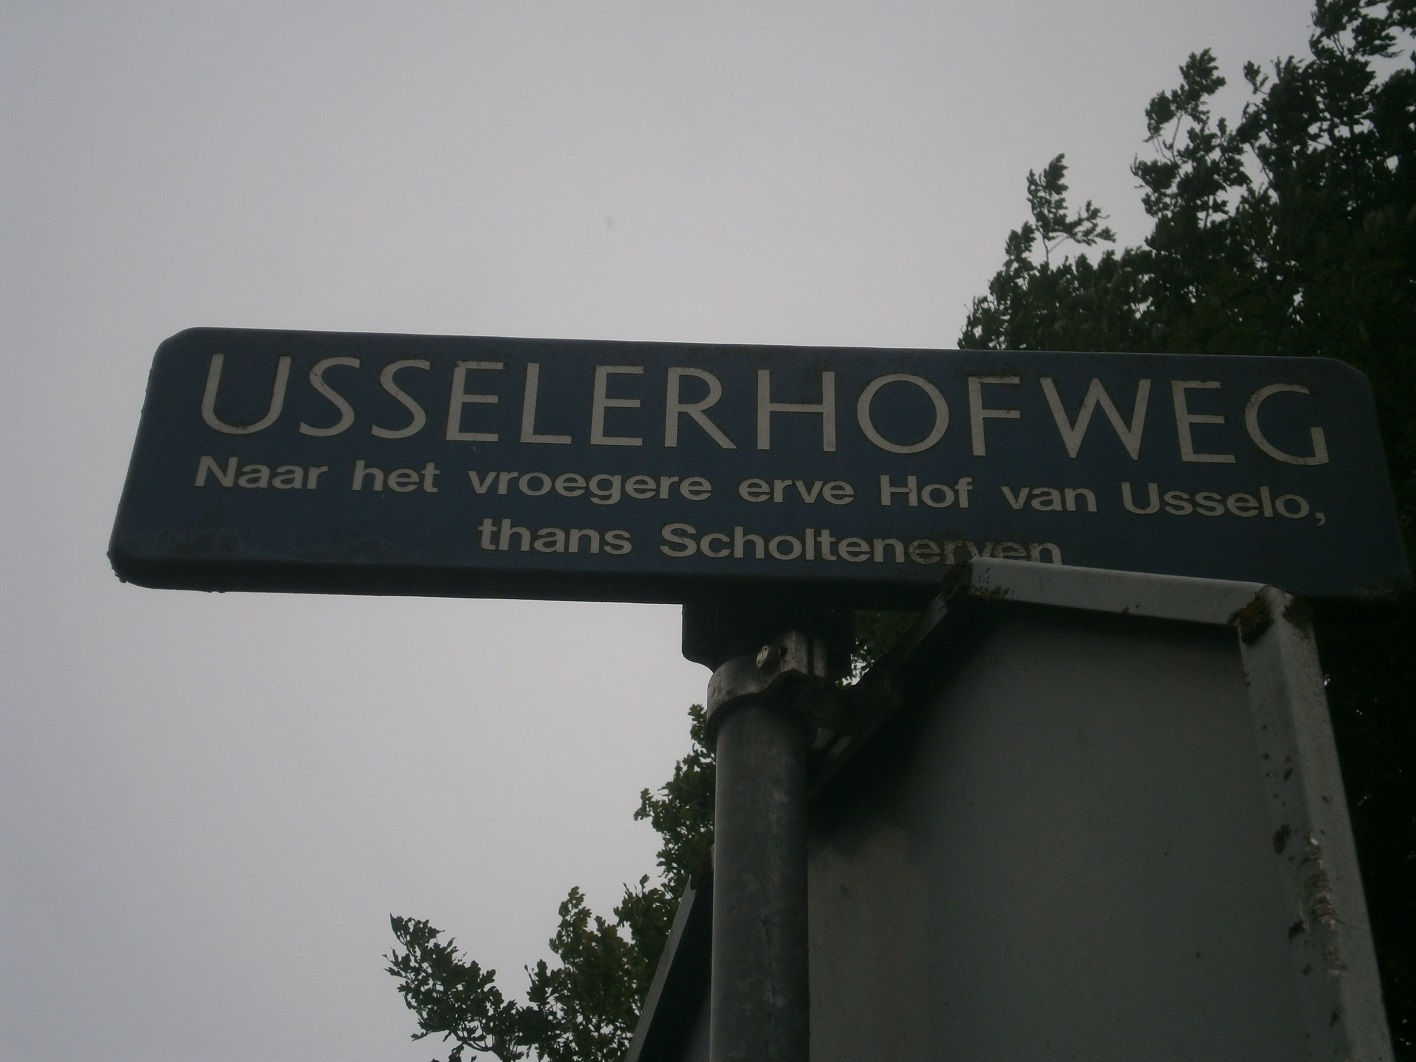 USSELERHOFWEG
Naar het vroegere erve Hof van Usselo,
thans Scholtenerven